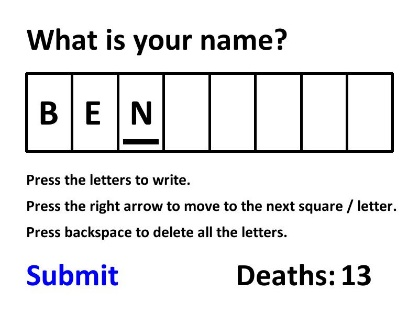 What is your name?
B E N
Press the letters to write.
Press the right arrow to move to the next square / letter.
Press backspace to delete all the letters.
Submit Deaths: 13